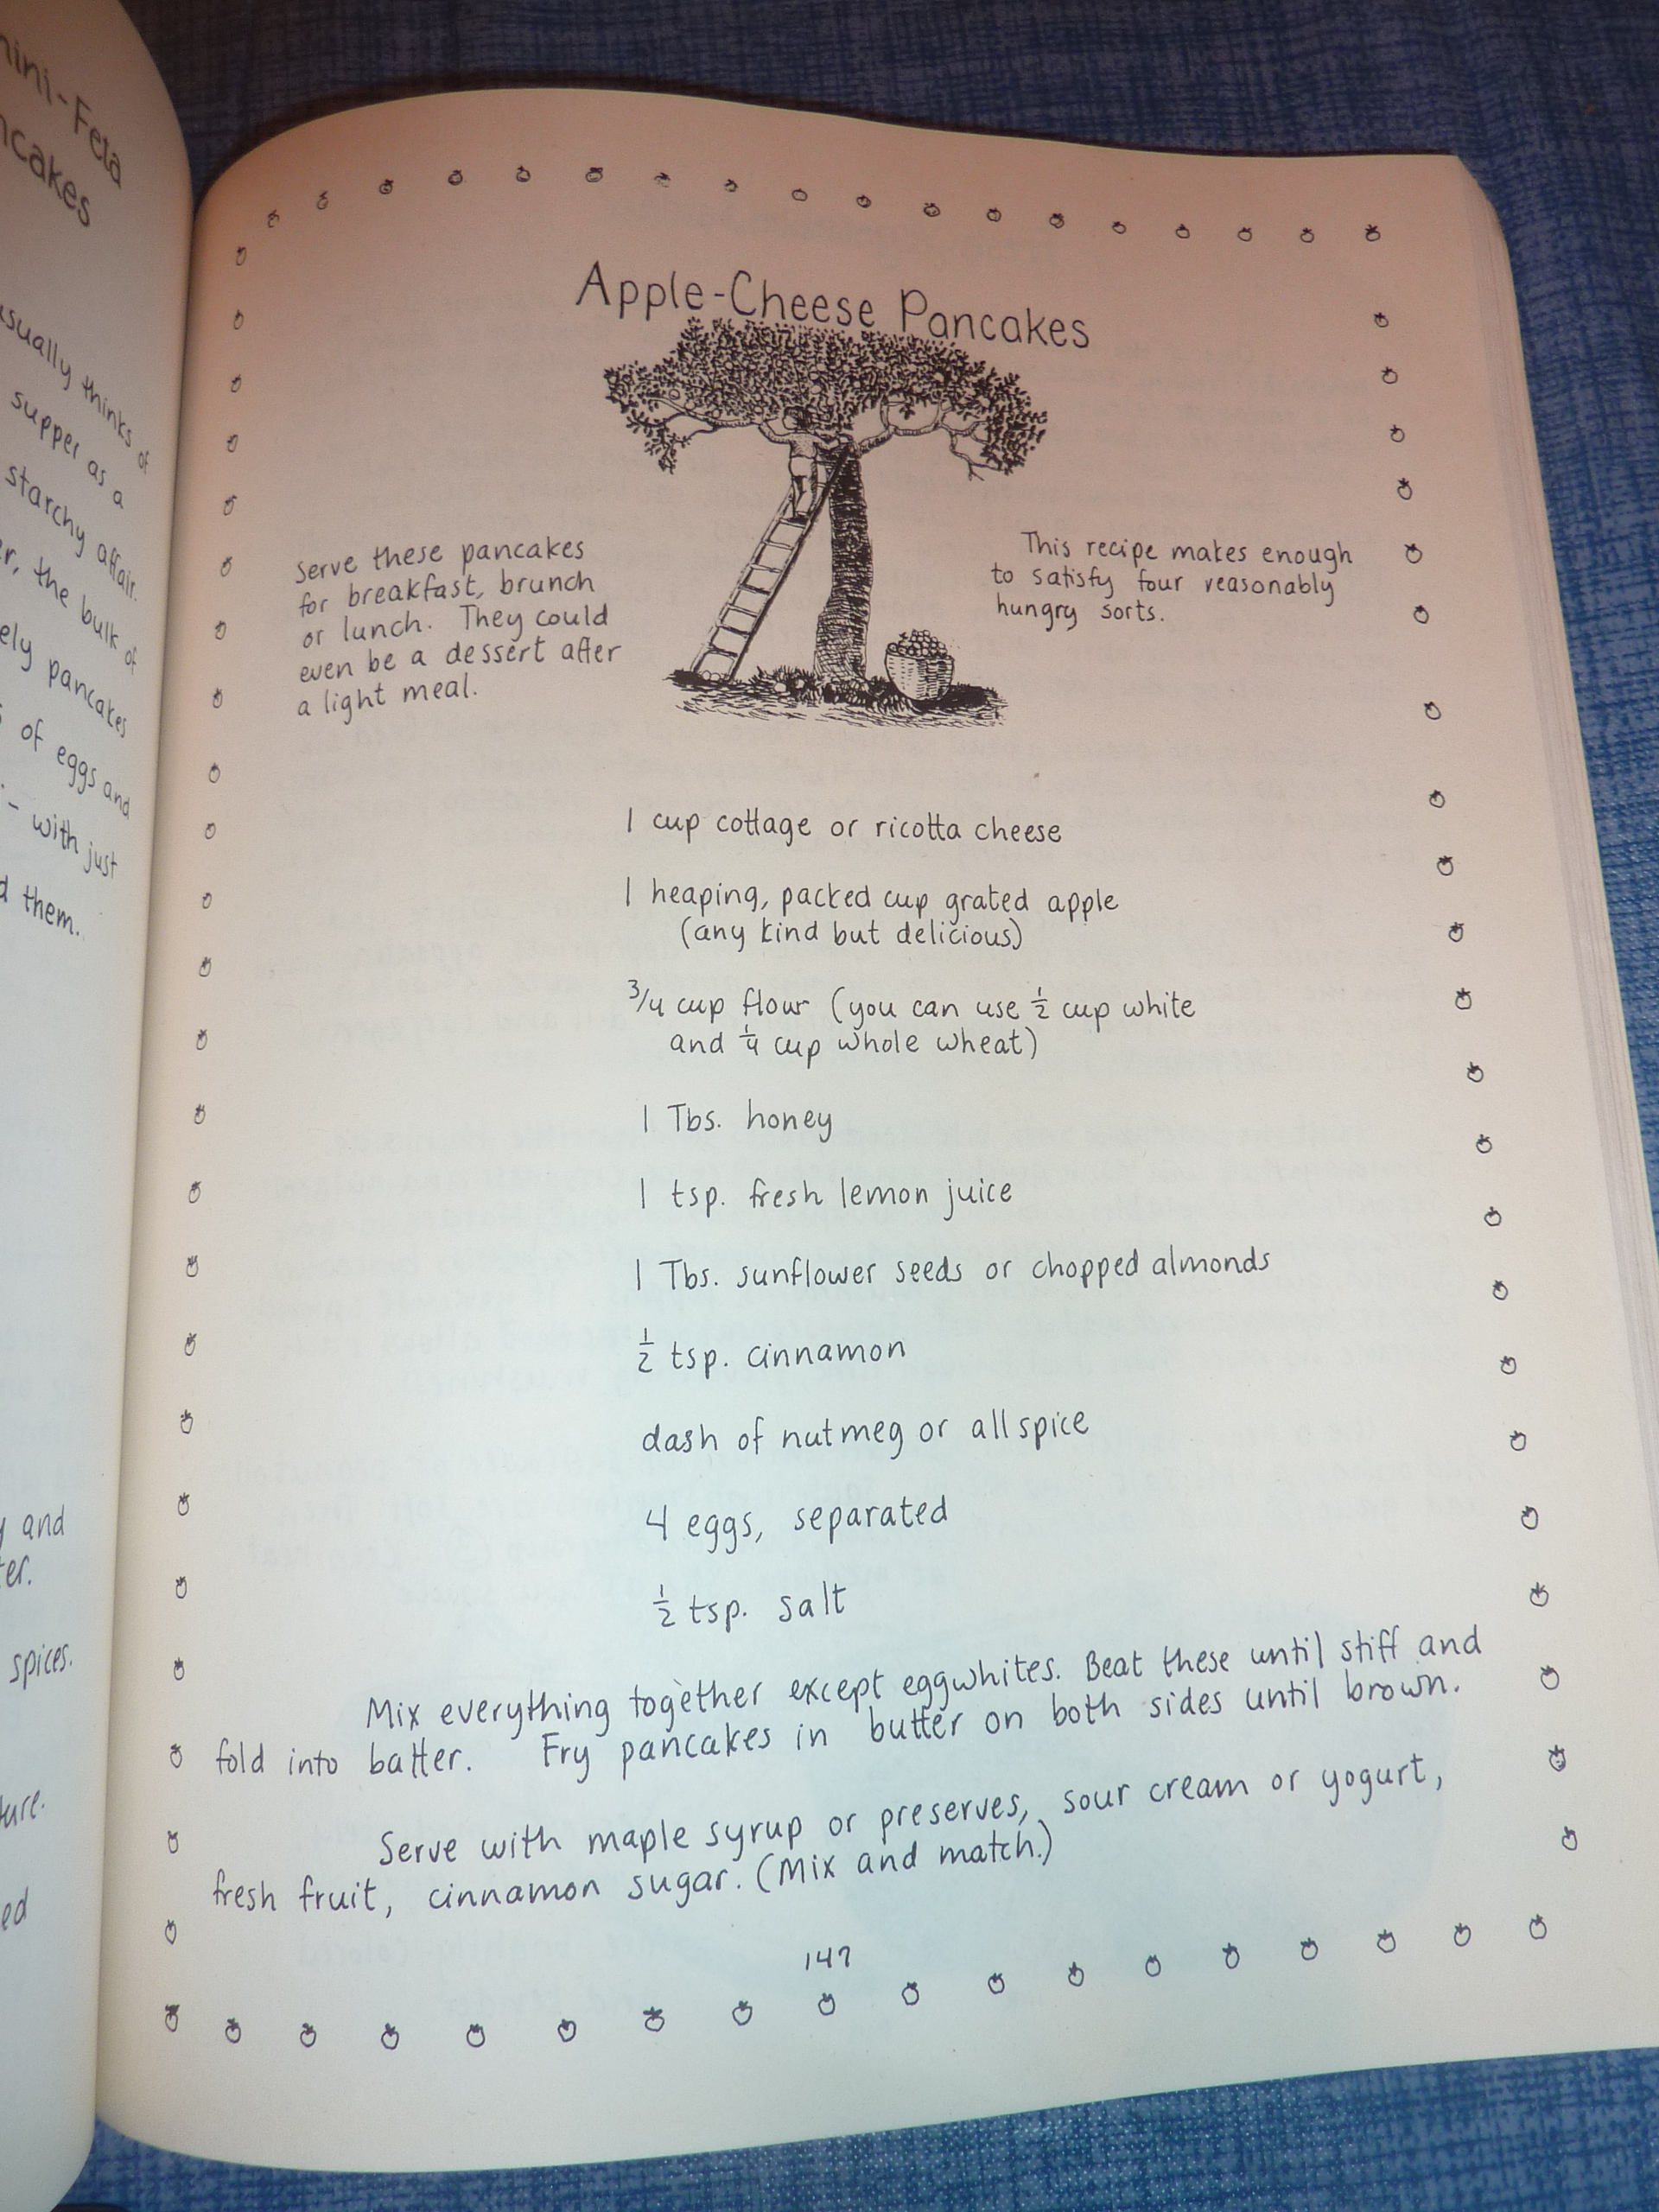 mini-Feta
ncakes
usually thinks of
supper as a
starchy affair.
er, the bulk of
ely pancakes
s of eggs and
- with just
d them.
y and
ter.
spices.
ture.
ed
Apple-Cheese Pancakes
Serve these pancakes
for breakfast, brunch
or lunch. They could
even be a dessert after
a light meal.
This recipe makes enough
to satisfy four reasonably
hungry sorts.
1 cup cottage or ricotta cheese
1 heaping, packed cup grated apple
(any kind but delicious)
3/4 cup flour (you can use 1/2 cup white
and 1/4 cup whole wheat)
1 Tbs. honey
1 tsp. fresh lemon juice
1 Tbs. sunflower seeds or chopped almonds
1/2 tsp. cinnamon
dash of nutmeg or allspice
4 eggs, separated
1/2 tsp. salt
Mix everything together except eggwhites. Beat these until stiff and
fold into batter. Fry pancakes in butter on both sides until brown.
Serve with maple syrup or preserves, sour cream or yogurt,
fresh fruit, cinnamon sugar. (Mix and match.)
147